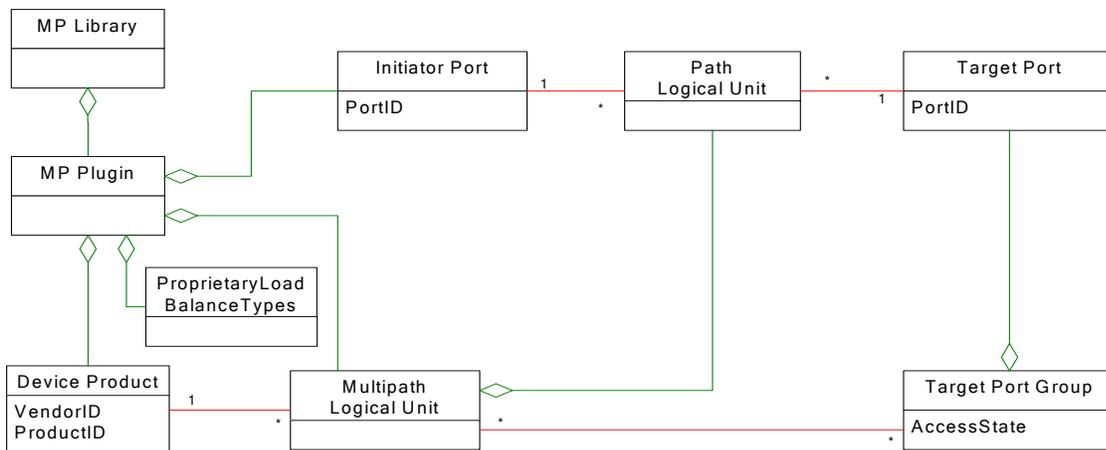 MP Library
Initiator Port
PortID
1
*
Path
Logical Unit
*
1
Target Port
PortID
MP Plugin
ProprietaryLoad
BalanceTypes
Device Product
VendorID
ProductID
1
*
Multipath
Logical Unit
*
*
Target Port Group
AccessState